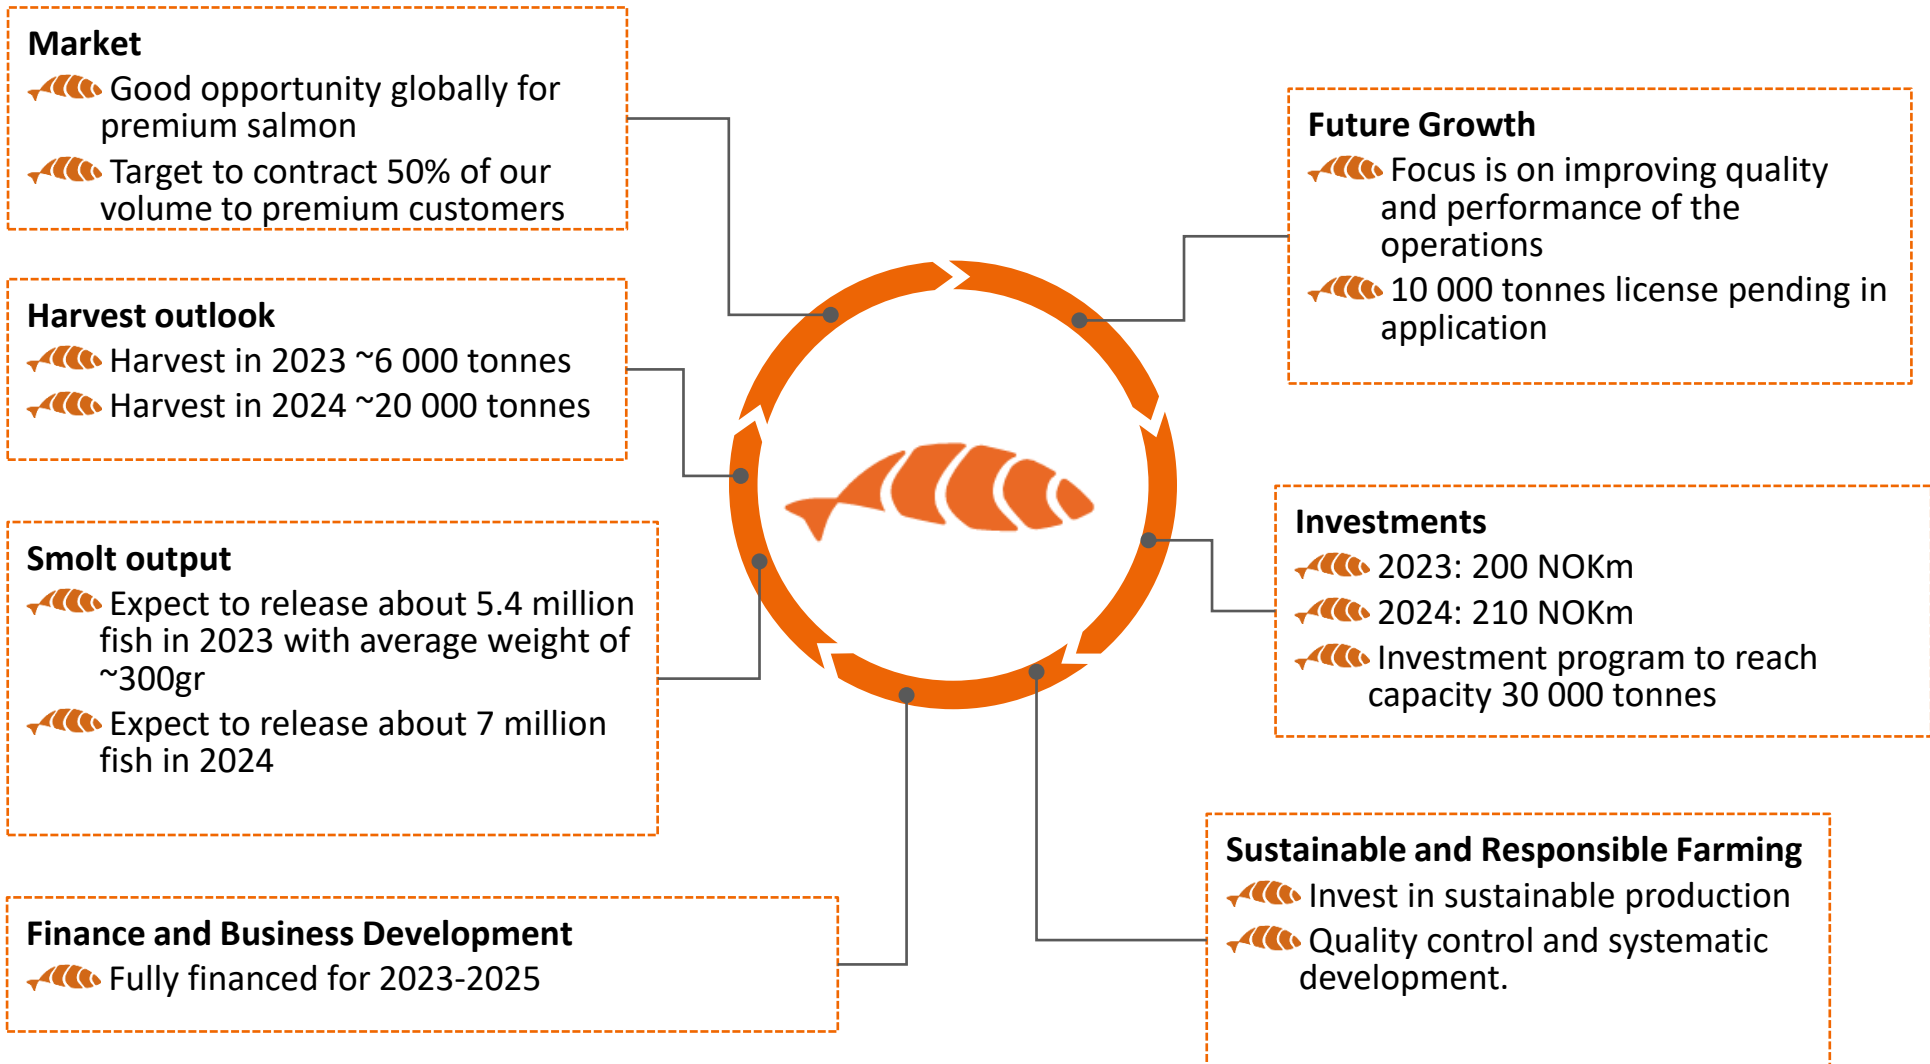 Market
Good opportunity globally for
premium salmon
Target to contract 50% of our
volume to premium customers
Harvest outlook
Harvest in 2023 ~6 000 tonnes
Harvest in 2024 ~20 000 tonnes
Smolt output
Expect to release about 5.4 million
fish in 2023 with average weight of
~300gr
Expect to release about 7 million
fish in 2024
Finance and Business Development
Fully financed for 2023-2025
Future Growth
Focus is on improving quality
and performance of the
operations
10 000 tonnes license pending in
application
Investments
2023: 200 NOKm
2024: 210 NOKm
Investment program to reach
capacity 30 000 tonnes
Sustainable and Responsible Farming
Invest in sustainable production
Quality control and systematic
development.